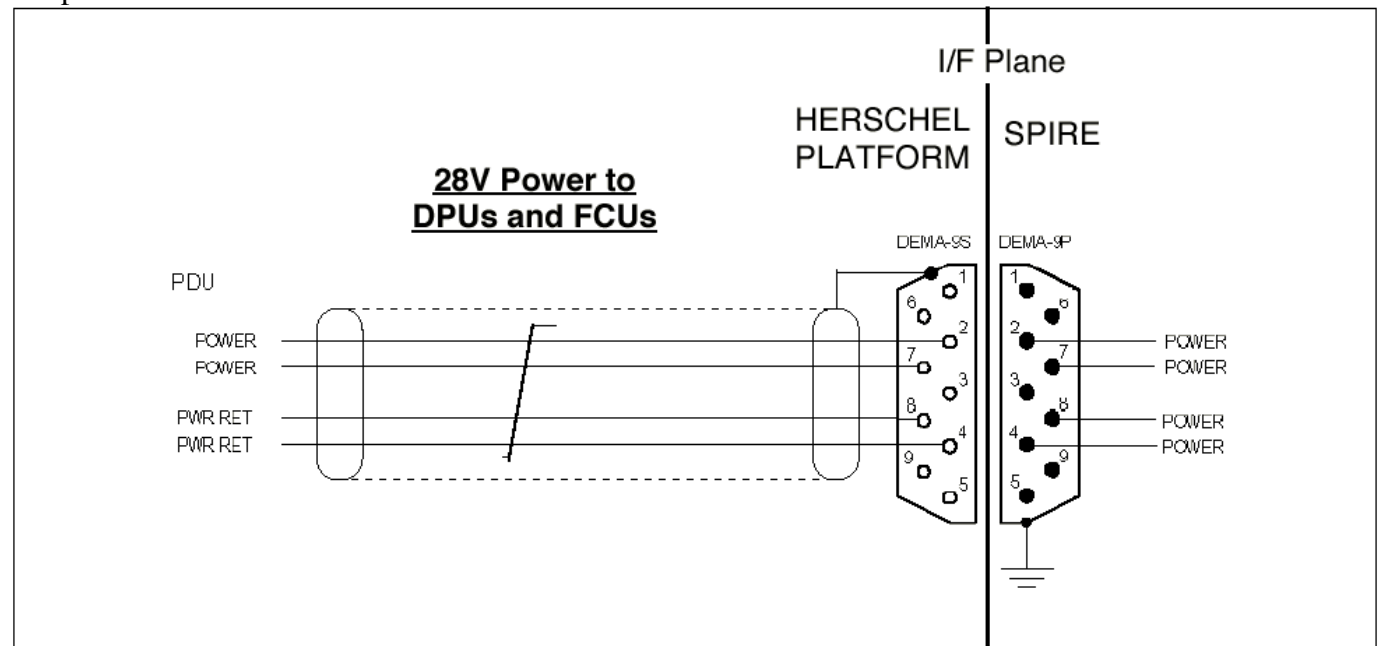 I/F Plane
HERSCHEL
PLATFORM
SPIRE
28V Power to
DPUs and FCUs
DEMA-9S
DEMA-9P
PDU
1
6
2
7
3
8
4
9
5
1
6
2
7
3
8
4
9
5
POWER
POWER
PWR RET
PWR RET
POWER
POWER
POWER
POWER